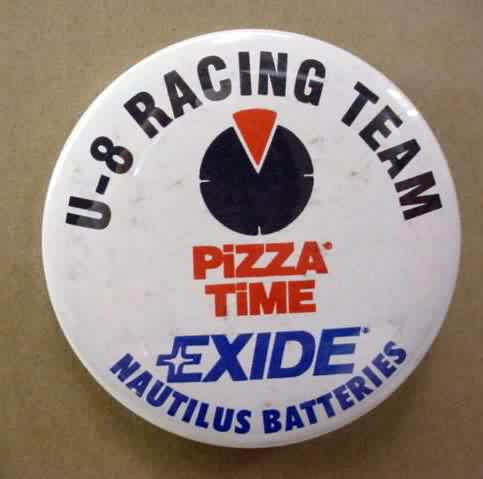 U-8 RACING TEAM
PiZZA®
TiME
EXIDE®
NAUTILUS BATTERIES